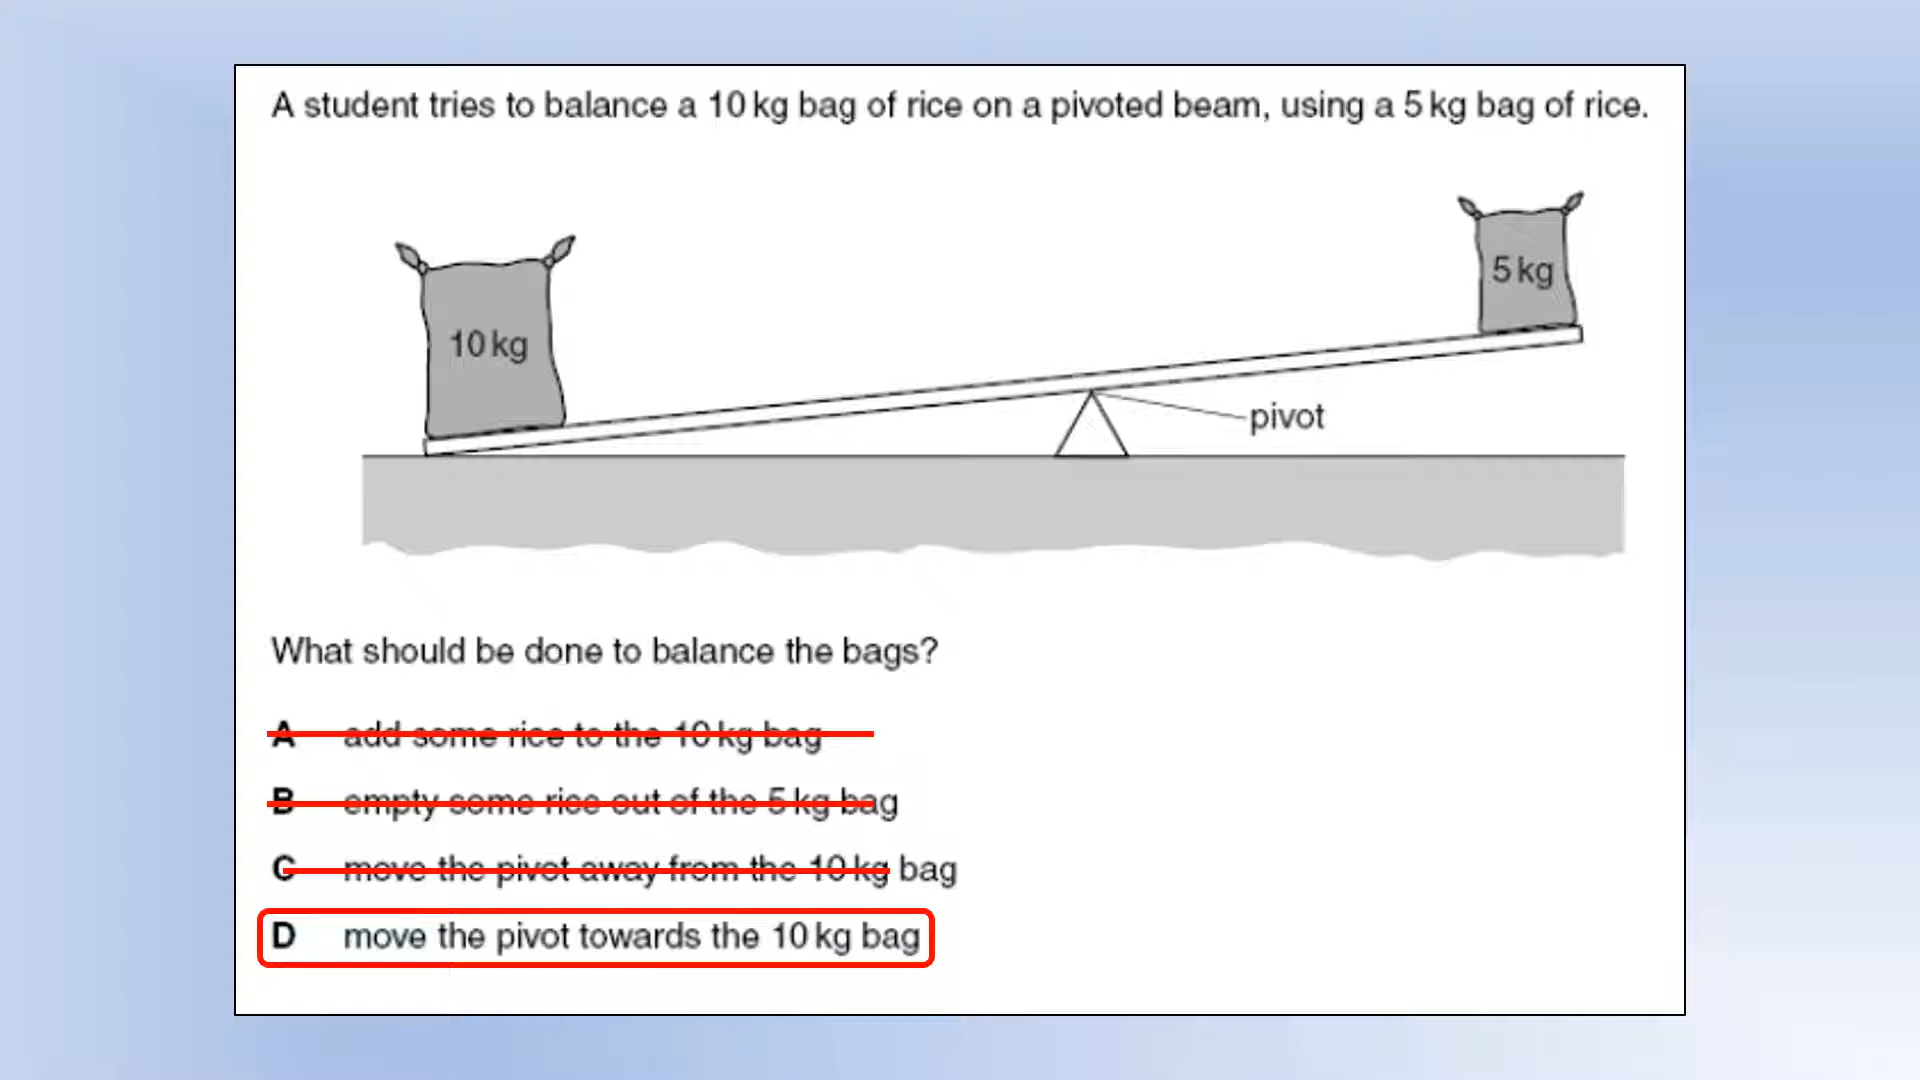 A student tries to balance a 10 kg bag of rice on a pivoted beam, using a 5 kg bag of rice.
5 kg
10 kg
pivot
What should be done to balance the bags?
A add some rice to the 10 kg bag
B empty some rice out of the 5 kg bag
C move the pivot away from the 10 kg bag
D move the pivot towards the 10 kg bag